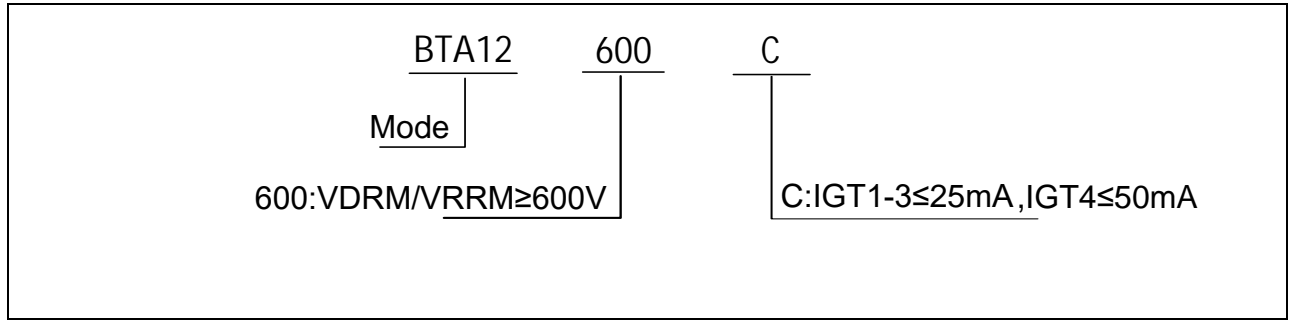 BTA12 600 C
Mode
600:VDRM/VRRM≥600V C:IGT1-3≤25mA,IGT4≤50mA